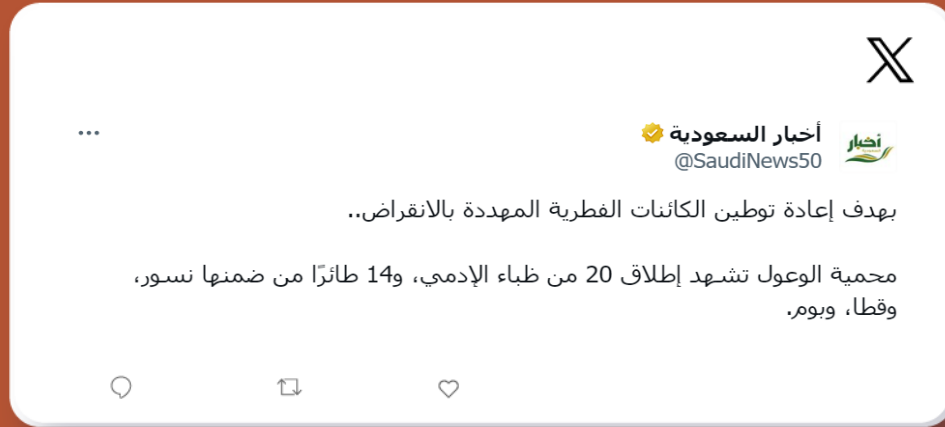 أخبار
أخبار السعودية
@SaudiNews50
بهدف إعادة توطين الكائنات الفطرية المهددة بالانقراض..
محمية الوعول تشهد إطلاق 20 من ظباء الإدمي، و14 طائرًا من ضمنها نسور،
وقطا، وبوم.